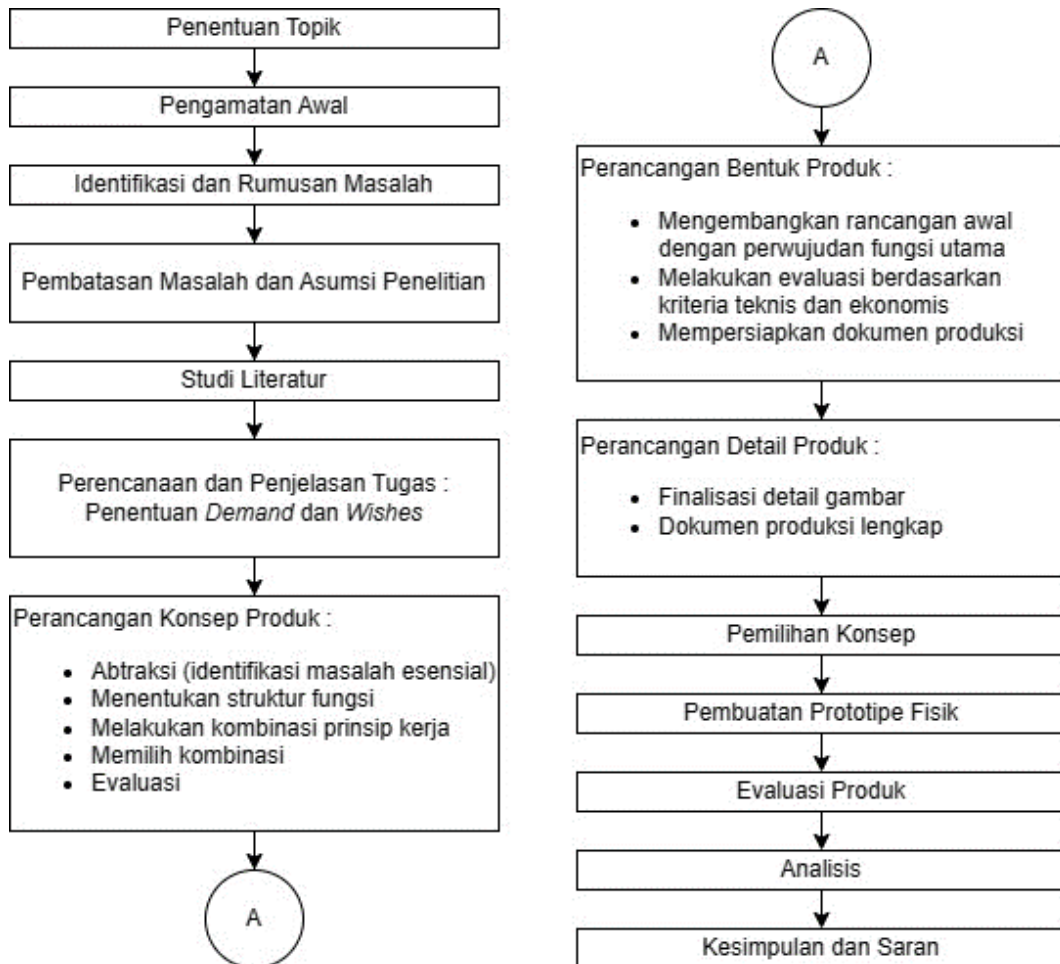 Penentuan Topik
Pengamatan Awal
Identifikasi dan Rumusan Masalah
Pembatasan Masalah dan Asumsi Penelitian
Studi Literatur
Perencanaan dan Penjelasan Tugas :
Penentuan Demand dan Wishes
Perancangan Konsep Produk :
• Abtraksi (identifikasi masalah esensial)
• Menentukan struktur fungsi
• Melakukan kombinasi prinsip kerja
• Memilih kombinasi
• Evaluasi
A
A
Perancangan Bentuk Produk :
• Mengembangkan rancangan awal
dengan perwujudan fungsi utama
• Melakukan evaluasi berdasarkan
kriteria teknis dan ekonomis
• Mempersiapkan dokumen produksi
Perancangan Detail Produk :
• Finalisasi detail gambar
• Dokumen produksi lengkap
Pemilihan Konsep
Pembuatan Prototipe Fisik
Evaluasi Produk
Analisis
Kesimpulan dan Saran